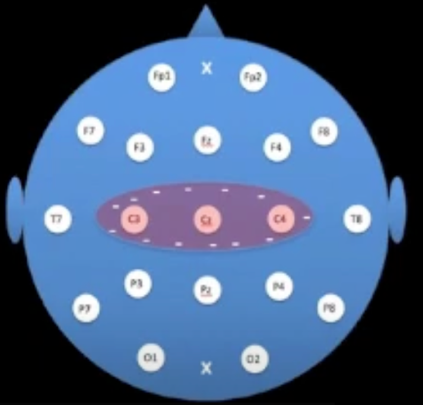 X
Fp1 Fp2
F7 F8
F3 Fz F4
T7 C3 Cz C4 T8
P3 Pz P4
P7 P8
O1 O2
X